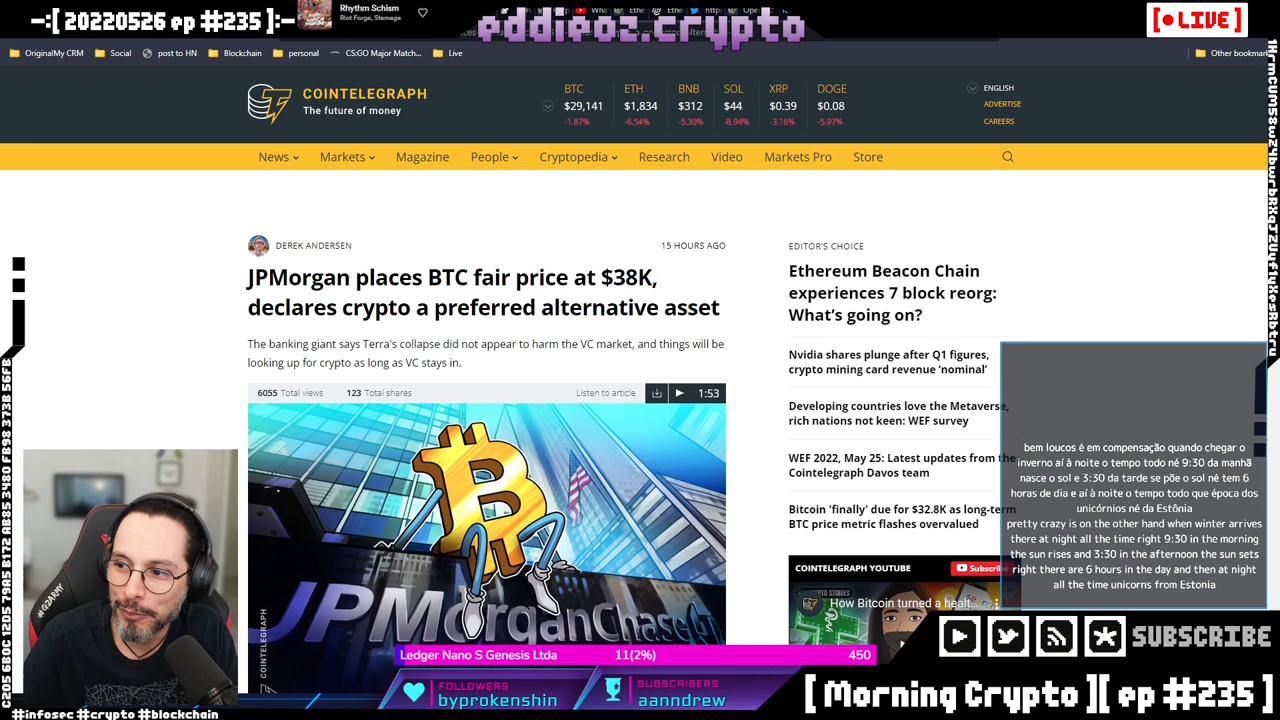 -:[ 20220526 ep #235 ]:-
Rhythm Schism
Riot Forge, Stemage
eddieoz.crypto
[ LIVE ]
OriginalMy CRM
Social
post to HN
Blockchain
personal
CS:GO Major Match...
Live
Other bookmar
COINTELEGRAPH
The future of money
BTC ETH BNB SOL XRP DOGE
$29,141 $1,834 $312 $44 $0.39 $0.08
-1.87% -6.54% -5.30% -8.94% -3.16% -5.97%
ENGLISH
ADVERTISE
CAREERS
News Markets Magazine People Cryptopedia Research Video Markets Pro Store
DEREK ANDERSEN
15 HOURS AGO
JPMorgan places BTC fair price at $38K,
declares crypto a preferred alternative asset
The banking giant says Terra's collapse did not appear to harm the VC market, and things will be
looking up for crypto as long as VC stays in.
6055 Total views 123 Total shares
Listen to article 1:53
COINTELEGRAPH
JPMorganChase
EDITOR'S CHOICE
Ethereum Beacon Chain
experiences 7 block reorg:
What's going on?
Nvidia shares plunge after Q1 figures,
crypto mining card revenue 'nominal'
Developing countries love the Metaverse,
rich nations not keen: WEF survey
WEF 2022, May 25: Latest updates from the
Cointelegraph Davos team
Bitcoin 'finally' due for $32.8K as long-term
BTC price metric flashes overvalued
COINTELEGRAPH YOUTUBE
Subscribe
How Bitcoin turned a healt...
bem loucos é em compensação quando chegar o
inverno aí à noite o tempo todo né 9:30 da manhã
nasce o sol e 3:30 da tarde se põe o sol né tem 6
horas de dia e aí à noite o tempo todo que época dos
unicórnios né da Estônia
pretty crazy is on the other hand when winter arrives
there at night all the time right 9:30 in the morning
the sun rises and 3:30 in the afternoon the sun sets
right there are 6 hours in the day and then at night
all the time unicorns from Estonia
SUBSCRIBE
#G2ARMY
Ledger Nano S Genesis Ltda 11(2%) 450
FOLLOWERS
byprokenshin
SUBSCRIBERS
aanndrew
[ Morning Crypto ][ ep #235 ]
#infosec #crypto #blockchain